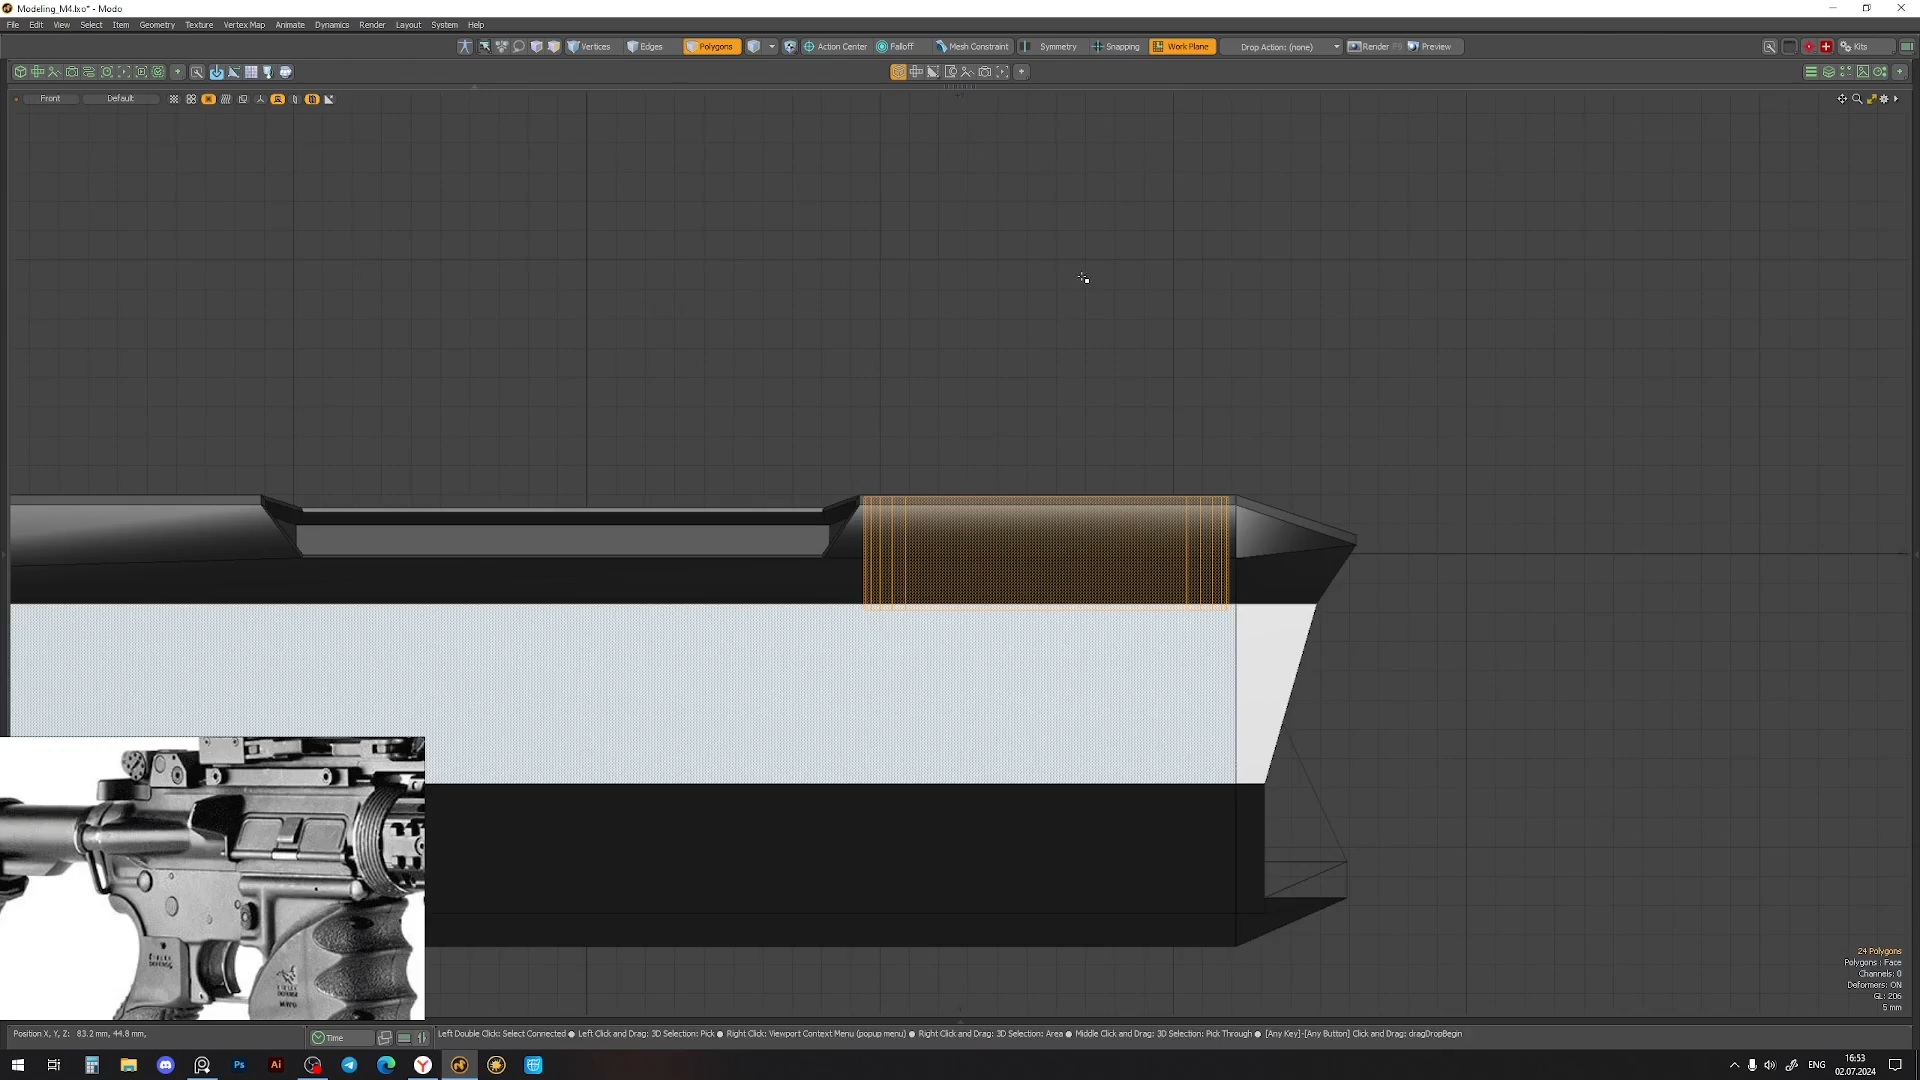 Modeling_M4.lxo* - Modo
File Edit View Select Item Geometry Texture Vertex Map Animate Dynamics Render Layout System Help
Vertices Edges Polygons Action Center Falloff Mesh Constraint Symmetry Snapping Work Plane Drop Action: (none) Render Preview Kits
Front Default
24 Polygons
Polygons : Face
Channels: 0
Deformers: ON
GL: 206
5 mm
Position X, Y, Z: 83.2 mm, 44.8 mm,
Time
Left Double Click: Select Connected ● Left Click and Drag: 3D Selection: Pick ● Right Click: Viewport Context Menu (popup menu) ● Right Click and Drag: 3D Selection: Area ● Middle Click and Drag: 3D Selection: Pick Through ● [Any Key]-[Any Button] Click and Drag: dragDropBegin
Ps Ai
ENG
16:53
02.07.2024